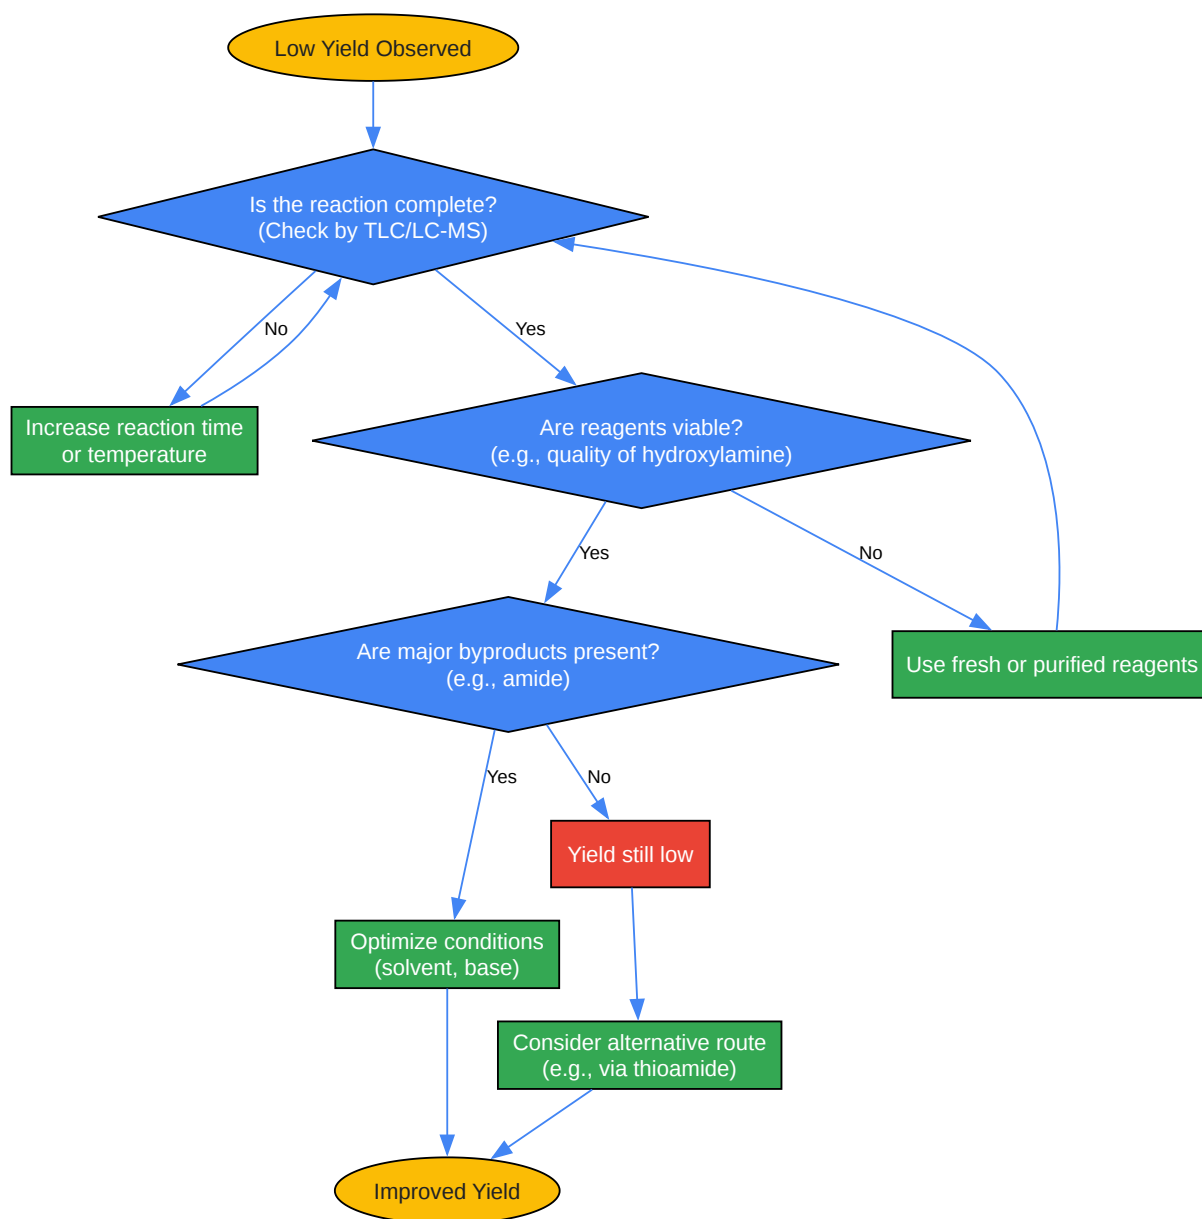 Low Yield Observed
Is the reaction complete?
(Check by TLC/LC-MS)
No
Yes
Increase reaction time
or temperature
Are reagents viable?
(e.g., quality of hydroxylamine)
Yes
No
Are major byproducts present?
(e.g., amide)
Use fresh or purified reagents
Yes
No
Yield still low
Optimize conditions
(solvent, base)
Consider alternative route
(e.g., via thioamide)
Improved Yield